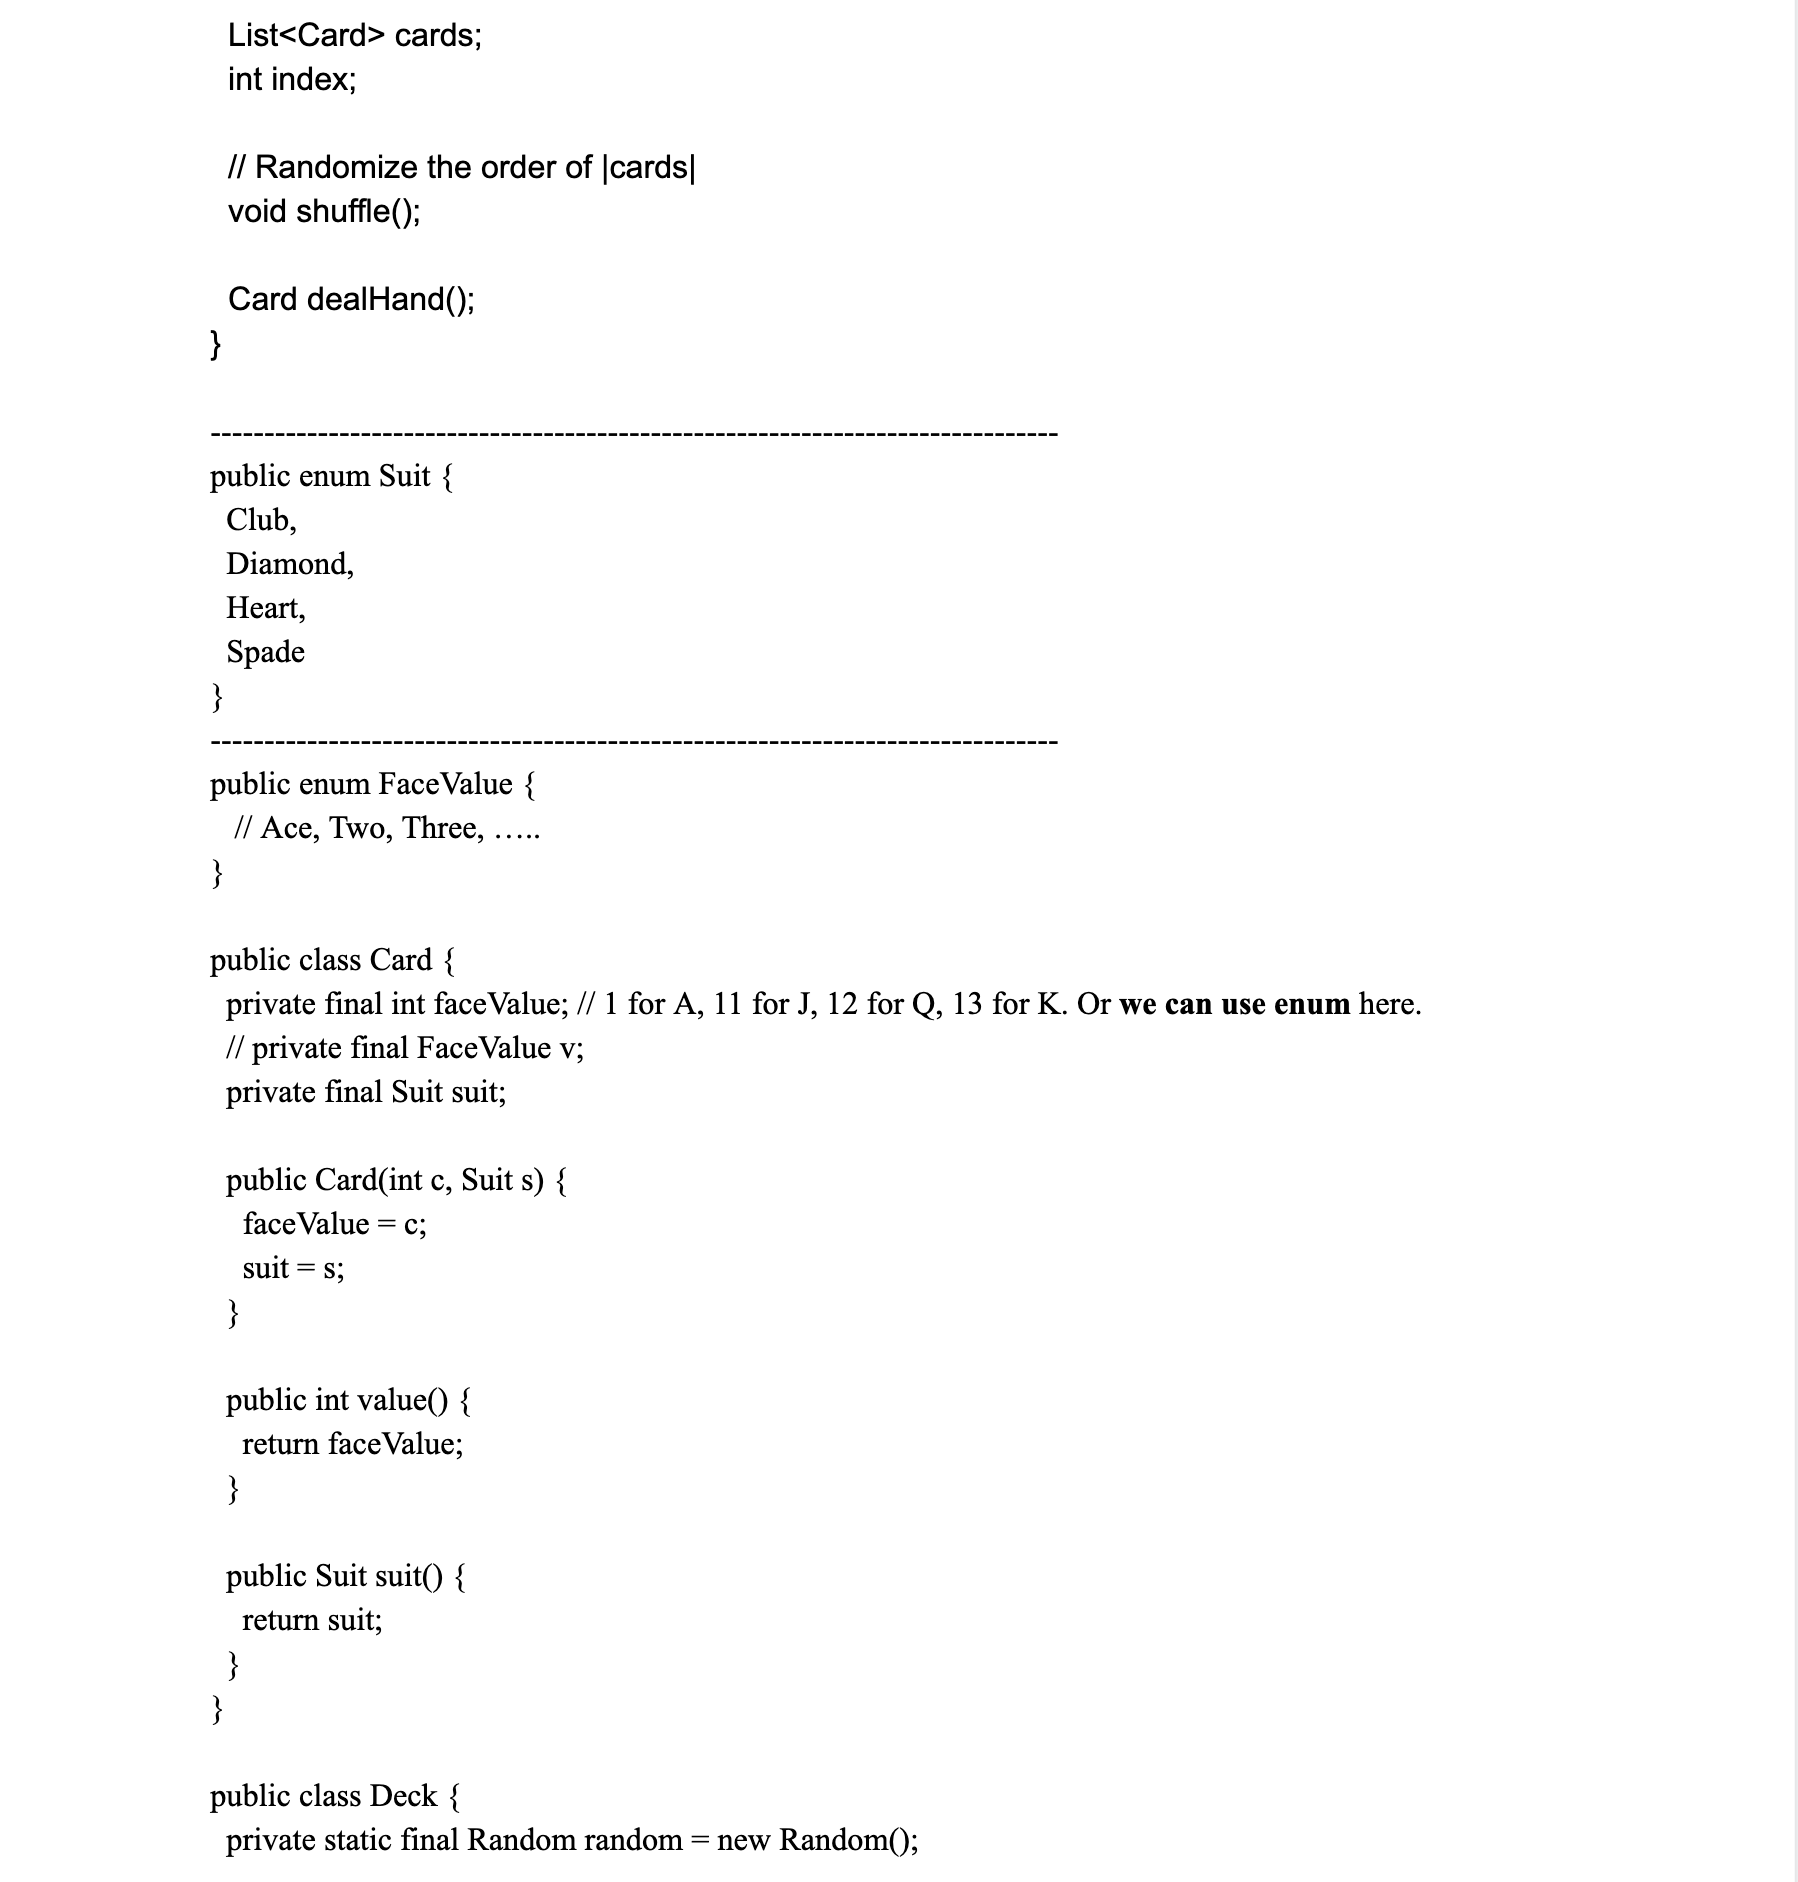 List<Card> cards;
int index;
// Randomize the order of |cards|
void shuffle();
Card dealHand();
}
--------------------------------------------------------------------------------
public enum Suit {
Club,
Diamond,
Heart,
Spade
}
--------------------------------------------------------------------------------
public enum FaceValue {
// Ace, Two, Three, …..
}
public class Card {
private final int faceValue; // 1 for A, 11 for J, 12 for Q, 13 for K. Or we can use enum here.
// private final FaceValue v;
private final Suit suit;
public Card(int c, Suit s) {
faceValue = c;
suit = s;
}
public int value() {
return faceValue;
}
public Suit suit() {
return suit;
}
}
public class Deck {
private static final Random random = new Random();